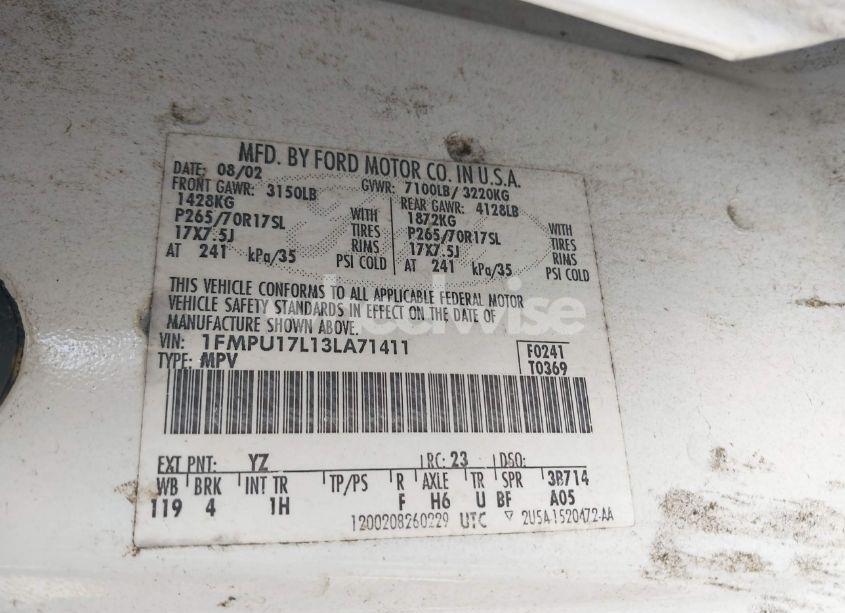 MFD. BY FORD MOTOR CO. IN U.S.A.
DATE: 08/02 GVWR: 7100LB/ 3220KG
FRONT GAWR: 3150LB REAR GAWR: 4128LB
1428KG WITH 1872KG WITH
P265/70R17SL TIRES P265/70R17SL TIRES
17X7.5J RIMS 17X7.5J RIMS
AT 241 kPa/35 PSI COLD AT 241 kPa/35 PSI COLD
THIS VEHICLE CONFORMS TO ALL APPLICABLE FEDERAL MOTOR
VEHICLE SAFETY STANDARDS IN EFFECT ON THE DATE OF
MANUFACTURE SHOWN ABOVE.
VIN: 1FMPU17L13LA71411 F0241
TYPE: MPV T0369
EXT PNT: YZ RC: 23 DSO:
WB BRK INT TR TP/PS R AXLE TR SPR 3B714
119 4 1H F H6 U BF A05
1200208260229 UTC 2U5A 1520472-AA